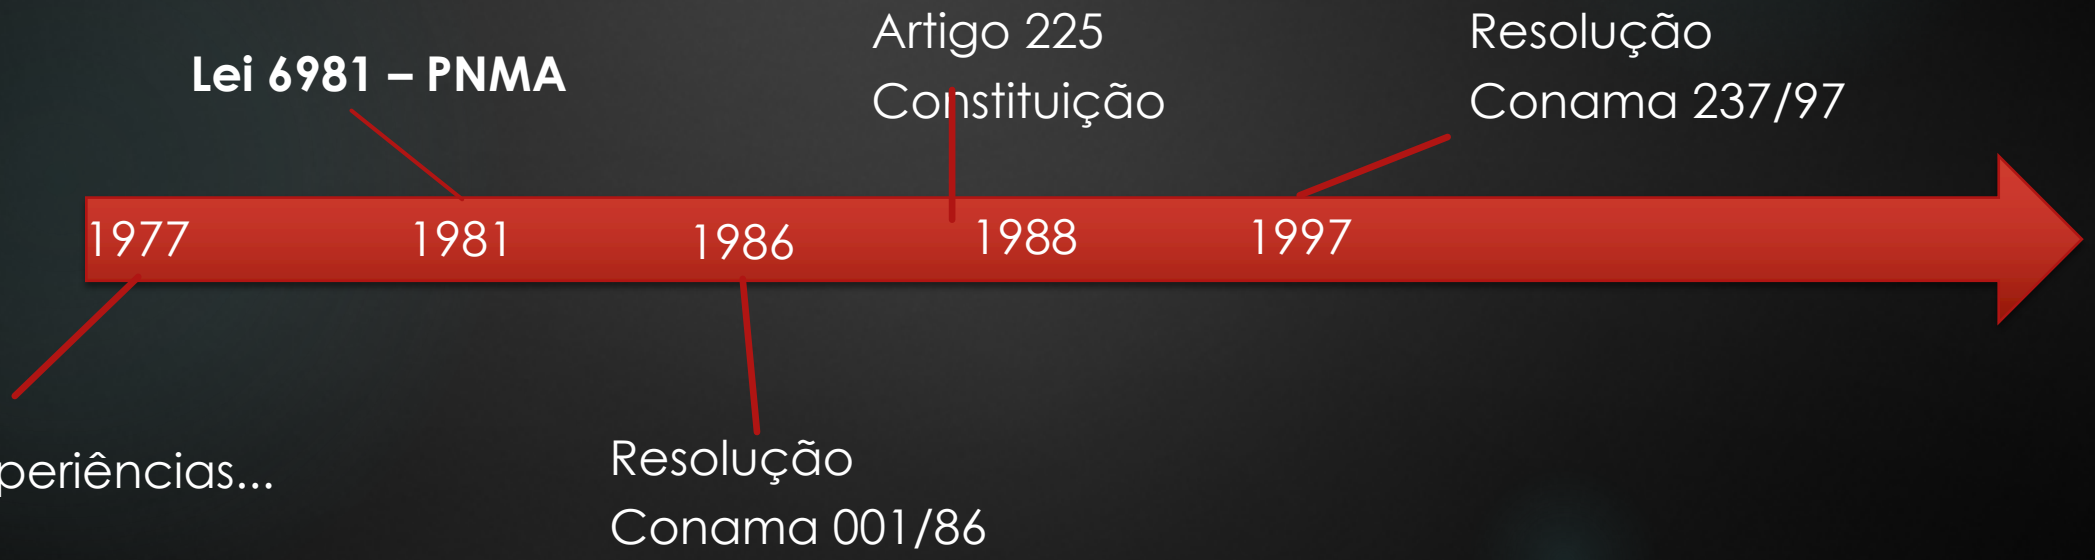 Artigo 225
Constituição
Resolução
Conama 237/97
Lei 6981 – PNMA
1977
1981
1986
1988
1997
periências...
Resolução
Conama 001/86